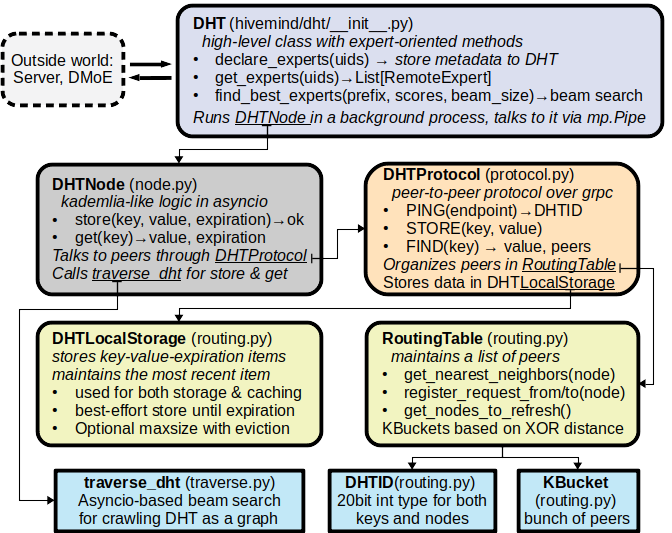 Outside world:
Server, DMoE
DHT (hivemind/dht/__init__.py)
high-level class with expert-oriented methods
• declare_experts(uids) → store metadata to DHT
• get_experts(uids)→List[RemoteExpert]
• find_best_experts(prefix, scores, beam_size)→beam search
Runs DHTNode in a background process, talks to it via mp.Pipe
DHTNode (node.py)
kademlia-like logic in asyncio
• store(key, value, expiration)→ok
• get(key)→value, expiration
Talks to peers through DHTProtocol
Calls traverse_dht for store & get
DHTProtocol (protocol.py)
peer-to-peer protocol over grpc
• PING(endpoint)→DHTID
• STORE(key, value)
• FIND(key) → value, peers
Organizes peers in RoutingTable
Stores data in DHTLocalStorage
DHTLocalStorage (routing.py)
stores key-value-expiration items
maintains the most recent item
• used for both storage & caching
• best-effort store until expiration
• Optional maxsize with eviction
RoutingTable (routing.py)
maintains a list of peers
• get_nearest_neighbors(node)
• register_request_from/to(node)
• get_nodes_to_refresh()
KBuckets based on XOR distance
traverse_dht (traverse.py)
Asyncio-based beam search
for crawling DHT as a graph
DHTID(routing.py)
20bit int type for both
keys and nodes
KBucket
(routing.py)
bunch of peers